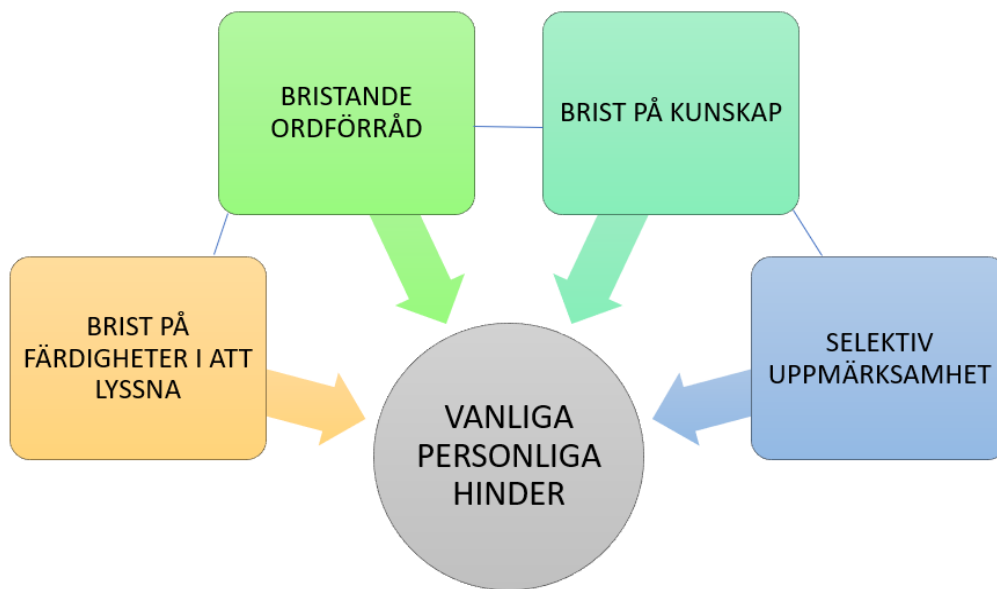 BRISTANDE
ORDFÖRRÅD
BRIST PÅ KUNSKAP
BRIST PÅ
FÄRDIGHETER I ATT
LYSSNA
SELEKTIV
UPPMÄRKSAMHET
VANLIGA
PERSONLIGA
HINDER